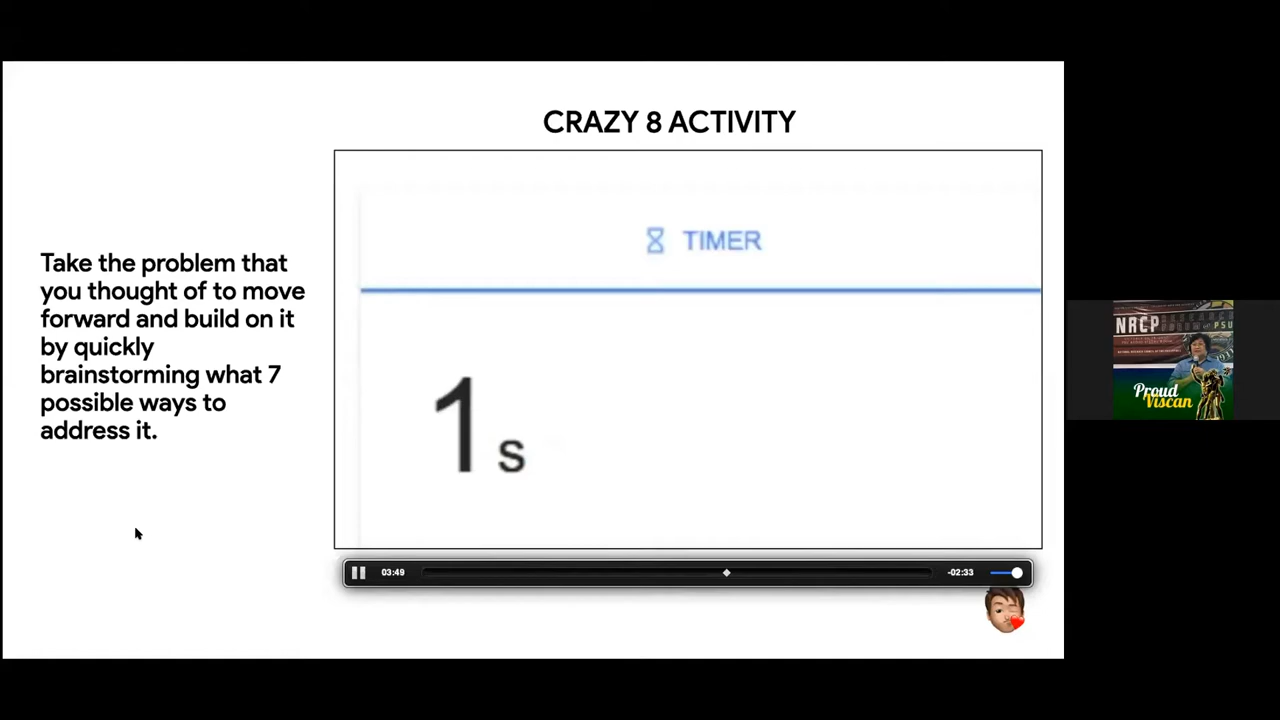 CRAZY 8 ACTIVITY
Take the problem that
you thought of to move
forward and build on it
by quickly
brainstorming what 7
possible ways to
address it.
TIMER
1 s
03:49
-02:33
NRCP
PSU
Proud
Viscan